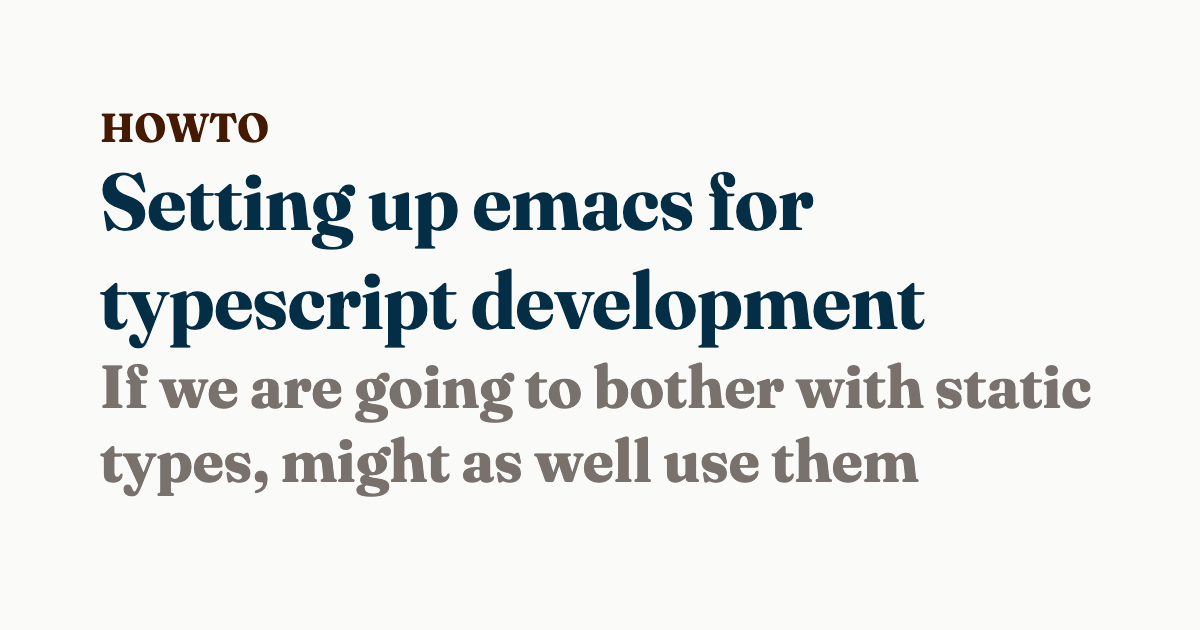 HOWTO
Setting up emacs for
typescript development
If we are going to bother with static
types, might as well use them